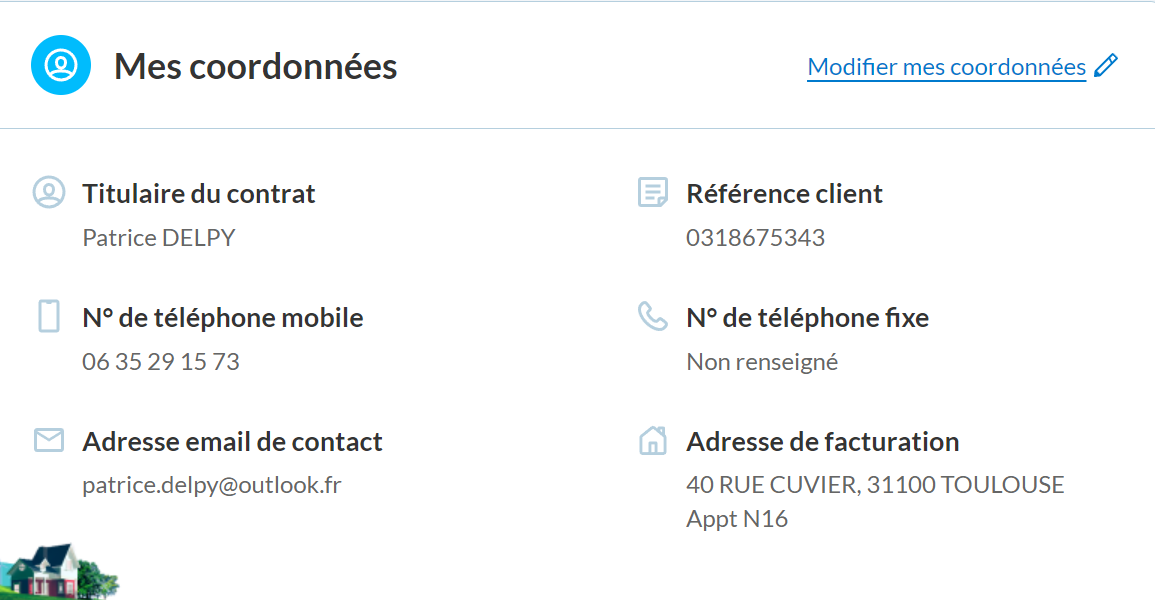 Mes coordonnées
Modifier mes coordonnées
Titulaire du contrat
Patrice DELPY
Référence client
0318675343
N° de téléphone mobile
06 35 29 15 73
N° de téléphone fixe
Non renseigné
Adresse email de contact
patrice.delpy@outlook.fr
Adresse de facturation
40 RUE CUVIER, 31100 TOULOUSE
Appt N16